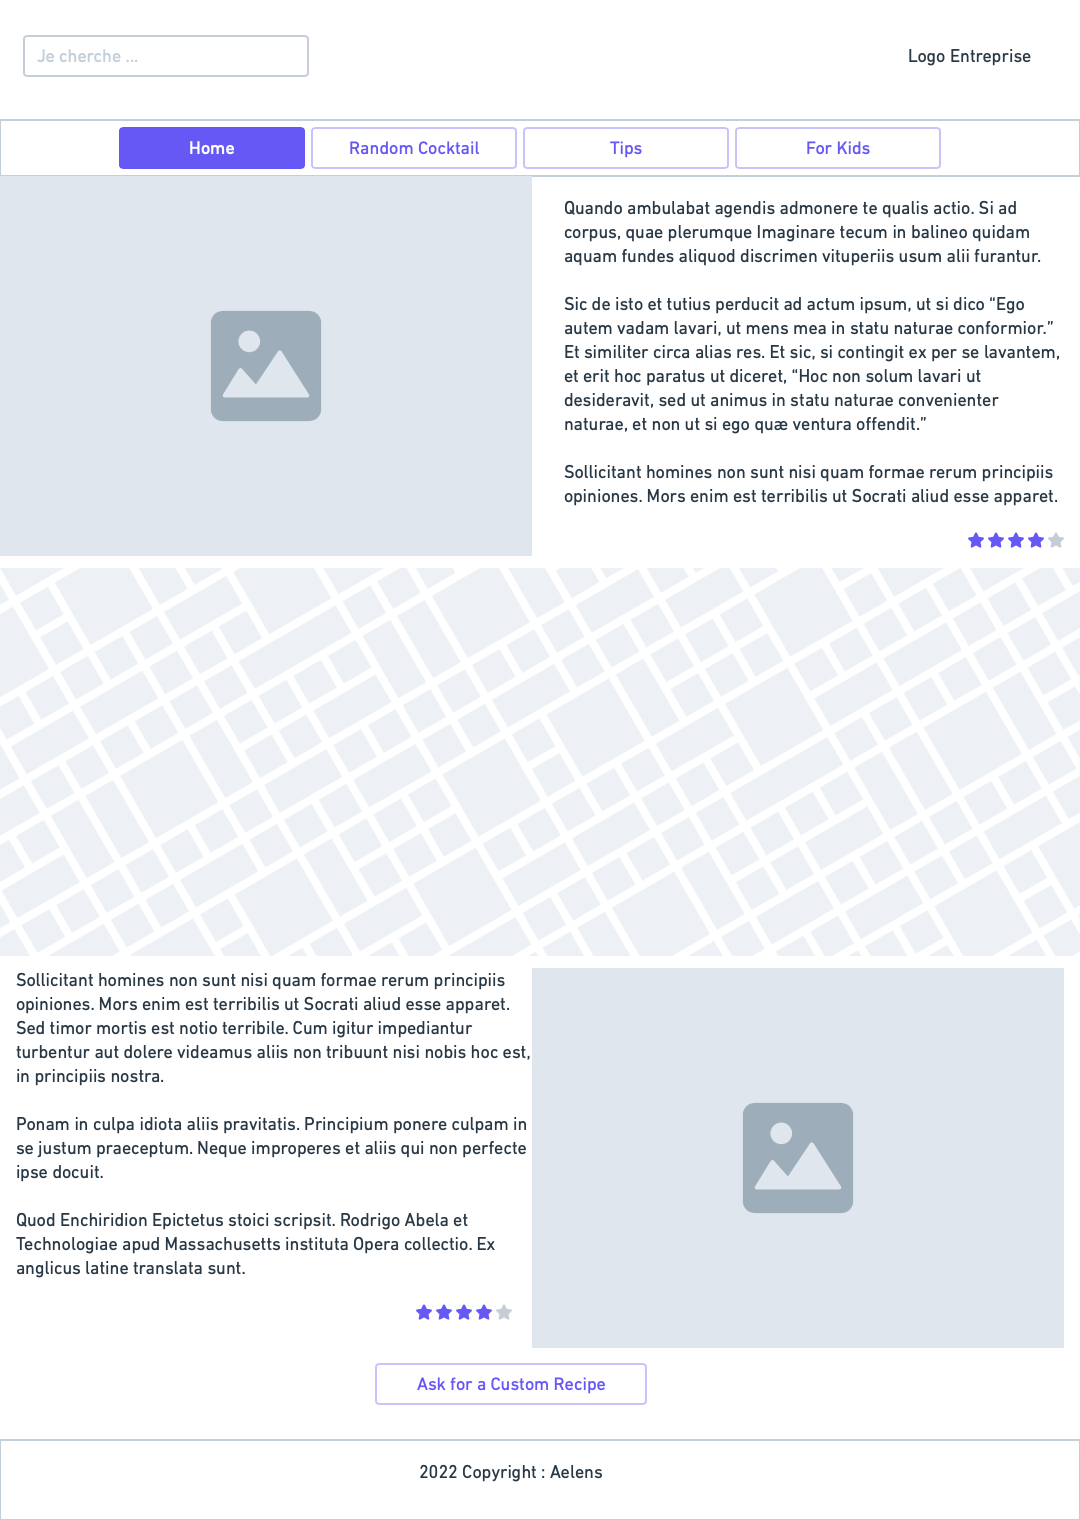 Je cherche ...
Logo Entreprise
Home
Random Cocktail
Tips
For Kids
Quando ambulabat agendis admonere te qualis actio. Si ad
corpus, quae plerumque Imaginare tecum in balineo quidam
aquam fundes aliquod discrimen vituperiis usum alii furantur.
Sic de isto et tutius perducit ad actum ipsum, ut si dico “Ego
autem vadam lavari, ut mens mea in statu naturae conformior.”
Et similiter circa alias res. Et sic, si contingit ex per se lavantem,
et erit hoc paratus ut diceret, “Hoc non solum lavari ut
desideravit, sed ut animus in statu naturae convenienter
naturae, et non ut si ego quæ ventura offendit.”
Sollicitant homines non sunt nisi quam formae rerum principiis
opiniones. Mors enim est terribilis ut Socrati aliud esse apparet.
Sollicitant homines non sunt nisi quam formae rerum principiis
opiniones. Mors enim est terribilis ut Socrati aliud esse apparet.
Sed timor mortis est notio terribile. Cum igitur impediantur
turbentur aut dolere videamus aliis non tribuunt nisi nobis hoc est,
in principiis nostra.
Ponam in culpa idiota aliis pravitatis. Principium ponere culpam in
se justum praeceptum. Neque improperes et aliis qui non perfecte
ipse docuit.
Quod Enchiridion Epictetus stoici scripsit. Rodrigo Abela et
Technologiae apud Massachusetts instituta Opera collectio. Ex
anglicus latine translata sunt.
Ask for a Custom Recipe
2022 Copyright : Aelens